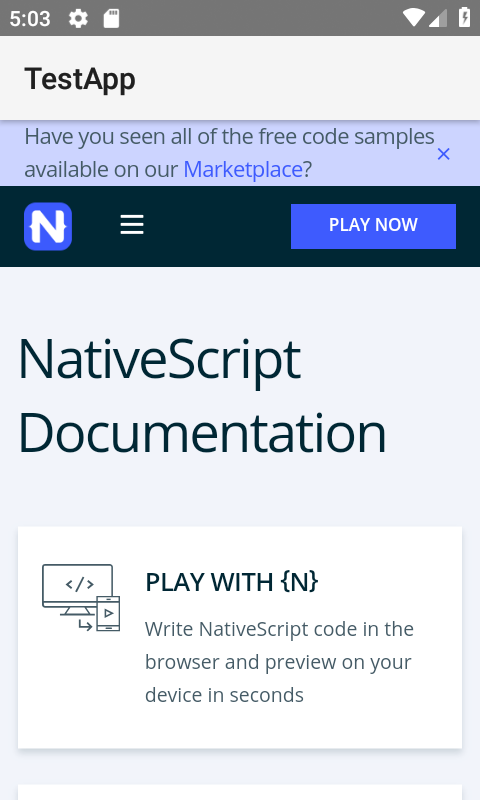 5:03
TestApp
Have you seen all of the free code samples
available on our Marketplace?
N
PLAY NOW
NativeScript
Documentation
</>
PLAY WITH {N}
Write NativeScript code in the
browser and preview on your
device in seconds